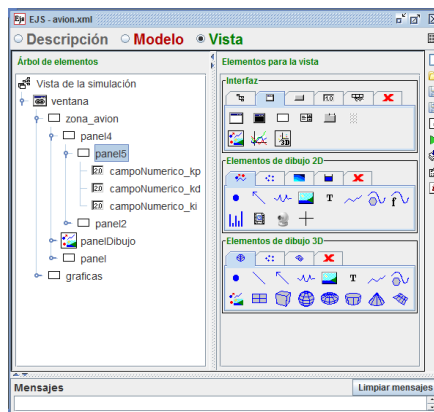 Ejs EJS - avion.xml
Descripción Modelo Vista
Árbol de elementos
Vista de la simulación
ventana
zona_avion
panel4
panel5
campoNumerico_kp
campoNumerico_kd
campoNumerico_ki
panel2
panelDibujo
panel
graficas
Elementos para la vista
Interfaz
Elementos de dibujo 2D
T
f
Elementos de dibujo 3D
T
Mensajes
Limpiar mensajes